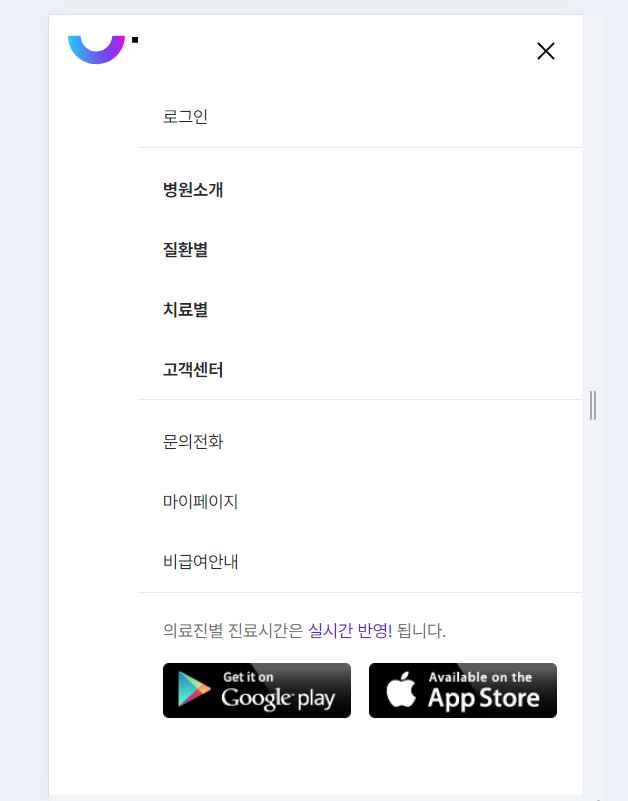 로그인
병원소개
질환별
치료별
고객센터
문의전화
마이페이지
비급여안내
의료진별 진료시간은 실시간 반영! 됩니다.
Get it on
Google play
Available on the
App Store